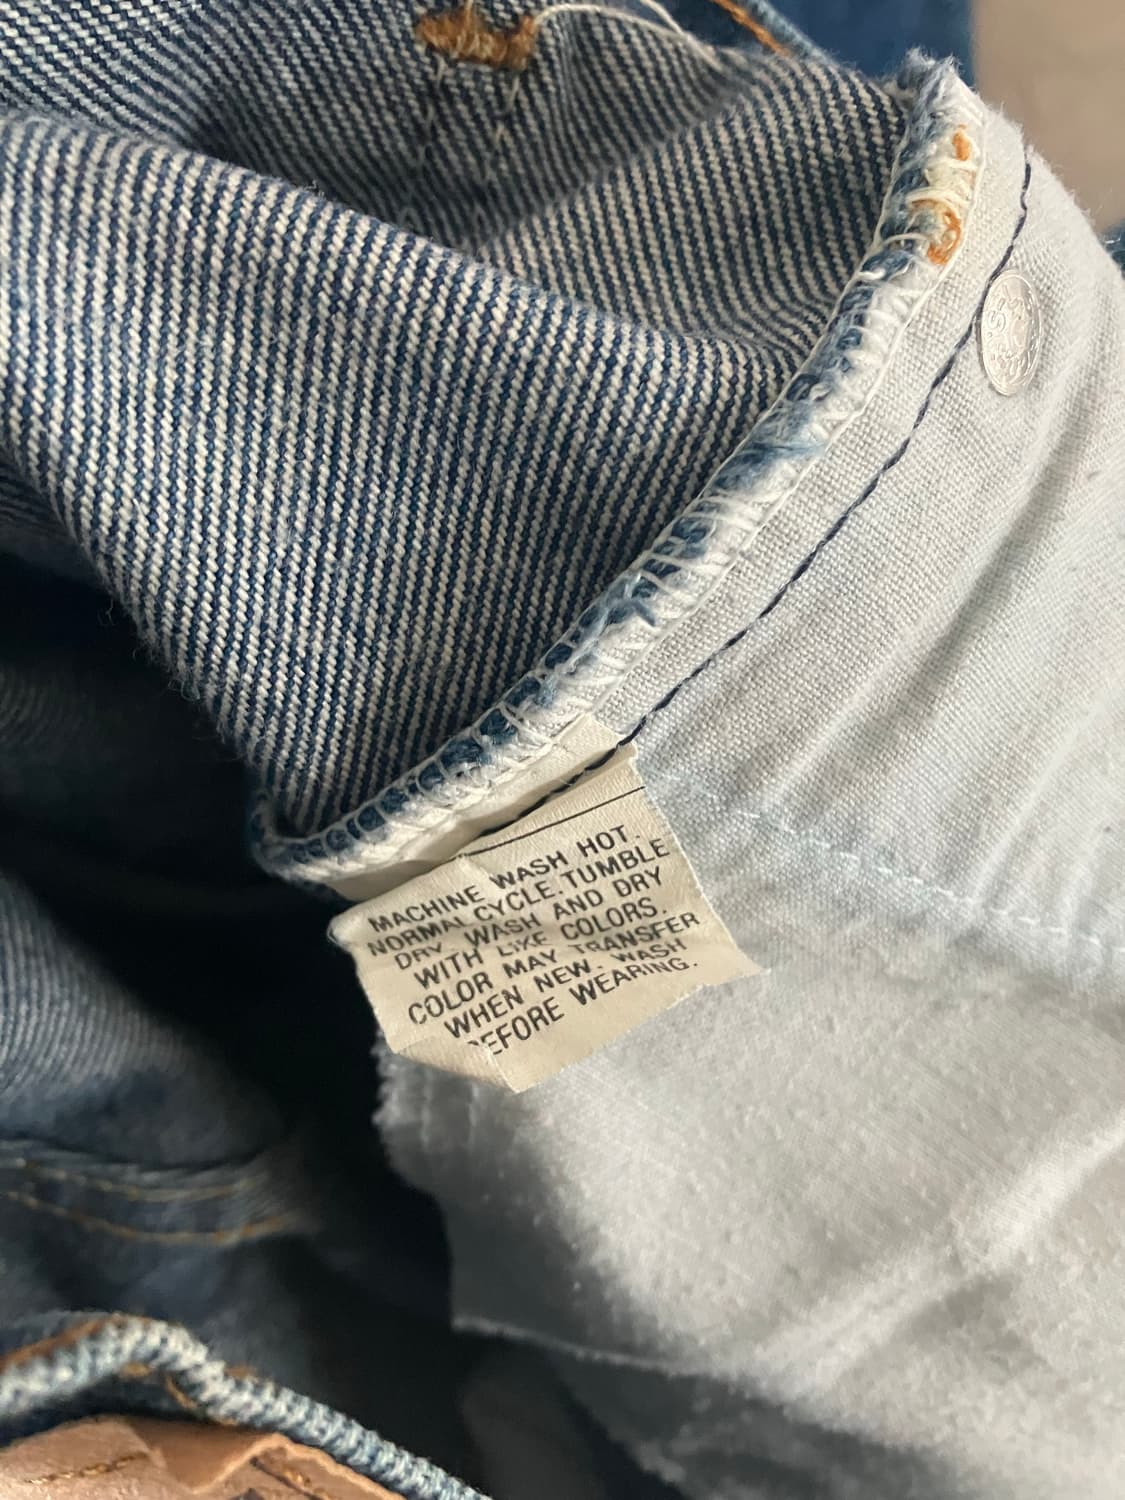 MACHINE WASH HOT.
NORMAL CYCLE. TUMBLE
DRY. WASH AND DRY
WITH LIKE COLORS.
COLOR MAY TRANSFER
WHEN NEW. WASH
BEFORE WEARING.